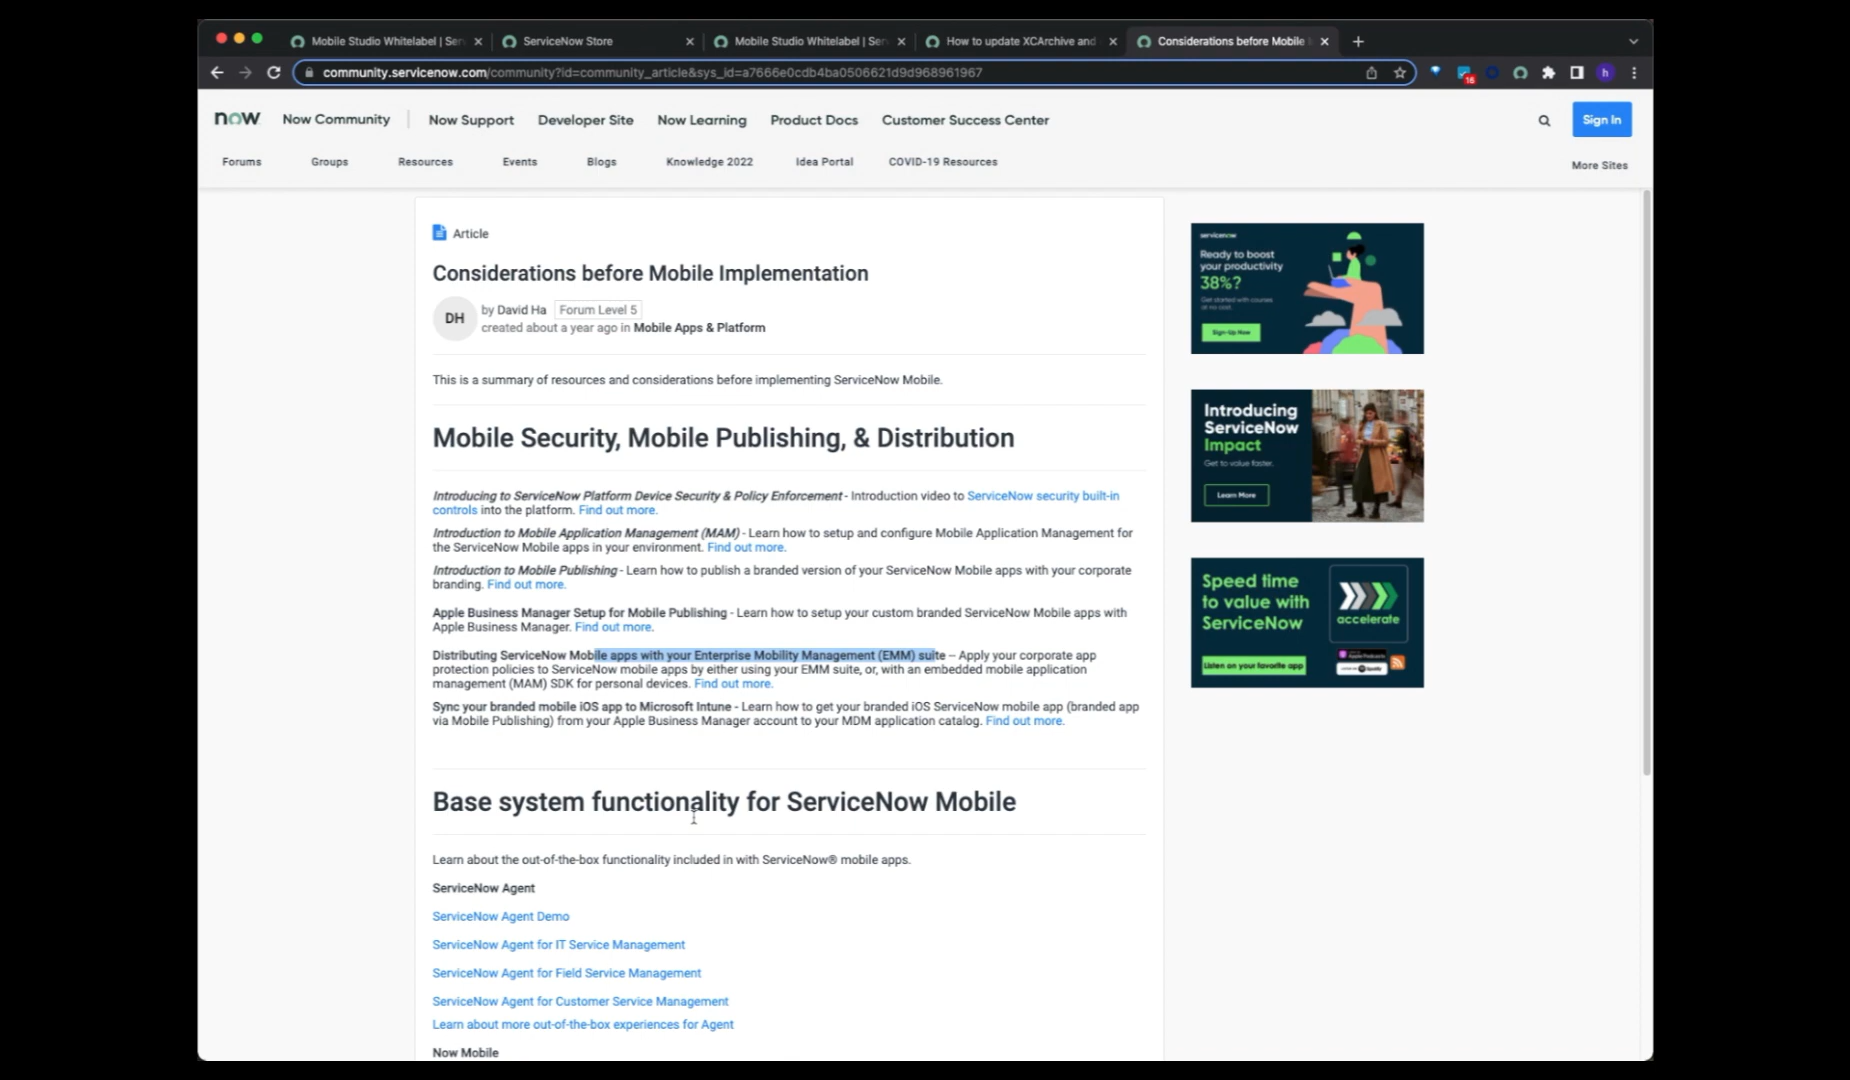 Mobile Studio Whitelabel | Ser
ServiceNow Store
Mobile Studio Whitelabel | Ser
How to update XCArchive and
Considerations before Mobile
community.servicenow.com/community?id=community_article&sys_id=a7666e0cdb4ba0506621d9d968961967
16
h
now
Now Community
Now Support
Developer Site
Now Learning
Product Docs
Customer Success Center
Sign In
Forums
Groups
Resources
Events
Blogs
Knowledge 2022
Idea Portal
COVID-19 Resources
More Sites
Article
Considerations before Mobile Implementation
DH
by David Ha Forum Level 5
created about a year ago in Mobile Apps & Platform
This is a summary of resources and considerations before implementing ServiceNow Mobile.
Mobile Security, Mobile Publishing, & Distribution
Introducing to ServiceNow Platform Device Security & Policy Enforcement - Introduction video to ServiceNow security built-in
controls into the platform. Find out more.
Introduction to Mobile Application Management (MAM) - Learn how to setup and configure Mobile Application Management for
the ServiceNow Mobile apps in your environment. Find out more.
Introduction to Mobile Publishing - Learn how to publish a branded version of your ServiceNow Mobile apps with your corporate
branding. Find out more.
Apple Business Manager Setup for Mobile Publishing - Learn how to setup your custom branded ServiceNow Mobile apps with
Apple Business Manager. Find out more.
Distributing ServiceNow Mobile apps with your Enterprise Mobility Management (EMM) suite – Apply your corporate app
protection policies to ServiceNow mobile apps by either using your EMM suite, or, with an embedded mobile application
management (MAM) SDK for personal devices. Find out more.
Sync your branded mobile iOS app to Microsoft Intune - Learn how to get your branded iOS ServiceNow mobile app (branded app
via Mobile Publishing) from your Apple Business Manager account to your MDM application catalog. Find out more.
Base system functionality for ServiceNow Mobile
Learn about the out-of-the-box functionality included in with ServiceNow® mobile apps.
ServiceNow Agent
ServiceNow Agent Demo
ServiceNow Agent for IT Service Management
ServiceNow Agent for Field Service Management
ServiceNow Agent for Customer Service Management
Learn about more out-of-the-box experiences for Agent
Now Mobile
servicenow
Ready to boost
your productivity
38%?
Get started with courses
at no cost.
Sign-Up Now
Introducing
ServiceNow
Impact
Get to value faster.
Learn More
Speed time
to value with
ServiceNow
accelerate
Listen on your favorite app